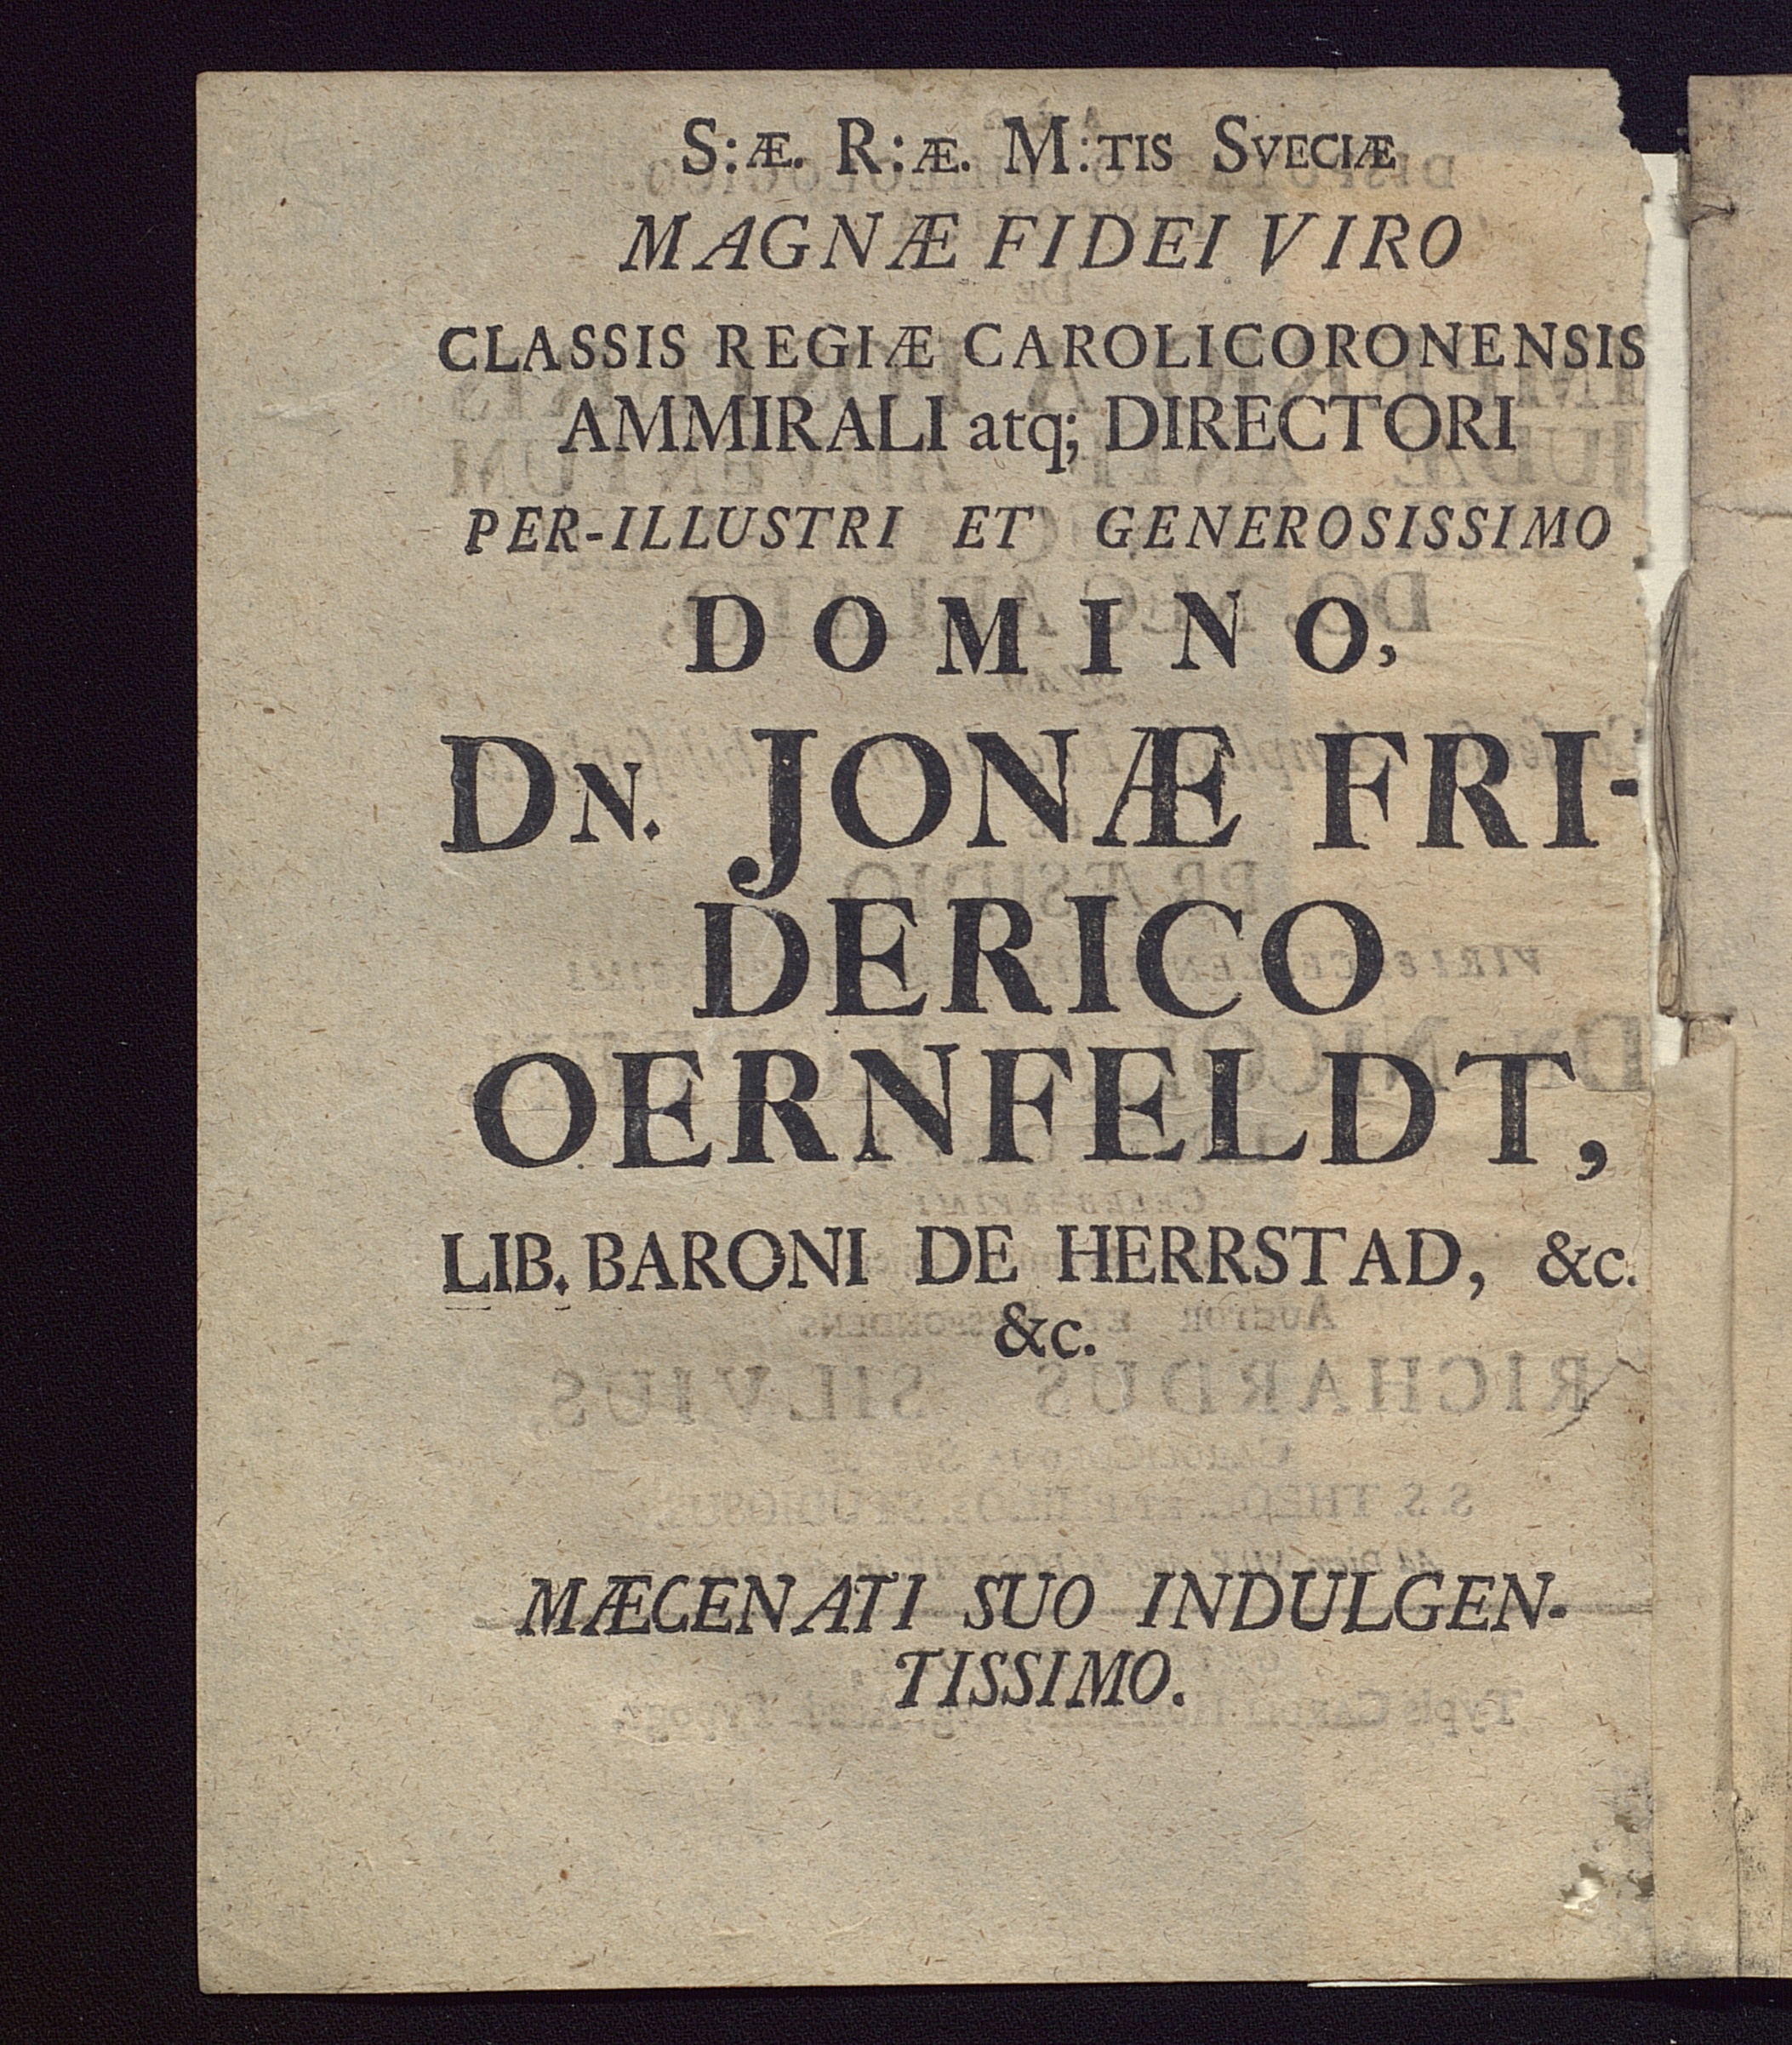 S:Æ. R:Æ. M:TIS SVECIÆ
MAGNÆ FIDEI VIRO
CLASSIS REGIÆ CAROLICORONENSIS
AMMIRALI atq; DIRECTORI
PER-ILLUSTRI ET GENEROSISSIMO
DOMINO,
DN. JONÆ FRI-
DERICO
OERNFELDT,
LIB. BARONI DE HERRSTAD, &c.
&c.
MÆCENATI SUO INDULGEN-
TISSIMO.